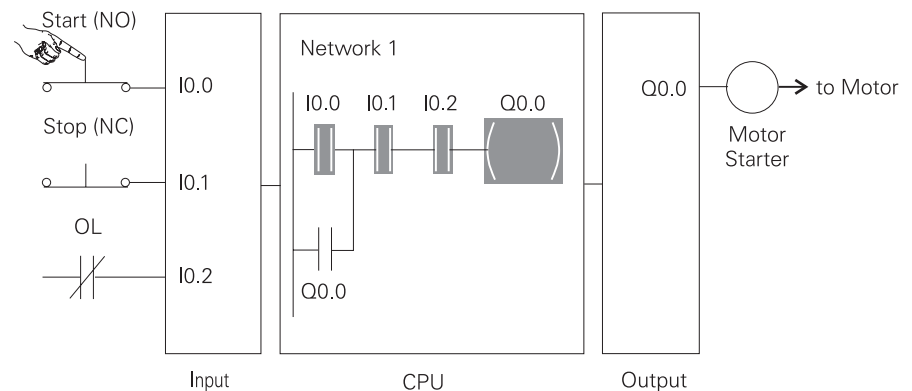 Start (NO)
I0.0
Stop (NC)
I0.1
OL
I0.2
Network 1
I0.0 I0.1 I0.2 Q0.0
Q0.0
Q0.0
to Motor
Motor
Starter
Input
CPU
Output